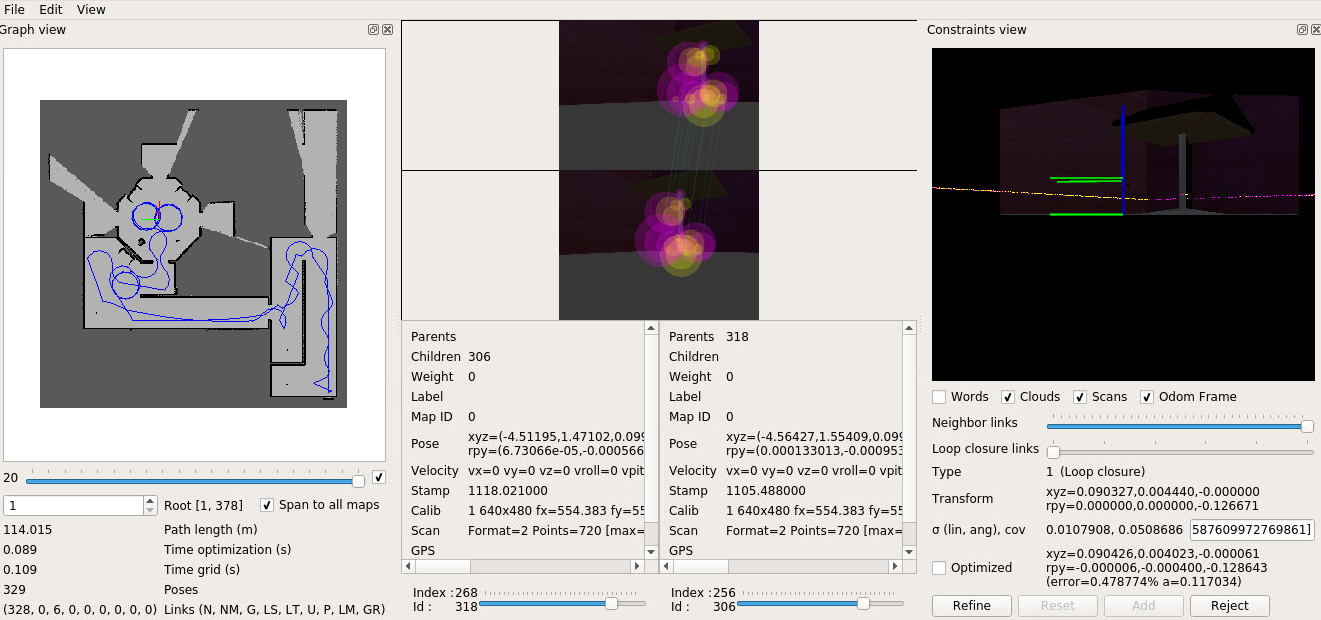 File Edit View
Graph view
20
1 Root [1, 378] Span to all maps
114.015 Path length (m)
0.089 Time optimization (s)
0.109 Time grid (s)
329 Poses
(328, 0, 6, 0, 0, 0, 0, 0, 0) Links (N, NM, G, LS, LT, U, P, LM, GR)
Parents
Children 306
Weight 0
Label
Map ID 0
Pose xyz=(-4.51195,1.47102,0.099
rpy=(6.73066e-05,-0.000566
Velocity vx=0 vy=0 vz=0 vroll=0 vpit
Stamp 1118.021000
Calib 1 640x480 fx=554.383 fy=55
Scan Format=2 Points=720 [max=
GPS
Index : 268
Id : 318
Parents 318
Children
Weight 0
Label
Map ID 0
Pose xyz=(-4.56427,1.55409,0.099
rpy=(0.000133013,-0.000953
Velocity vx=0 vy=0 vz=0 vroll=0 vpit
Stamp 1105.488000
Calib 1 640x480 fx=554.383 fy=55
Scan Format=2 Points=720 [max=
GPS
Index : 256
Id : 306
Constraints view
Words Clouds Scans Odom Frame
Neighbor links
Loop closure links
Type 1 (Loop closure)
Transform xyz=0.090327,0.004440,-0.000000
rpy=0.000000,0.000000,-0.126671
σ (lin, ang), cov 0.0107908, 0.0508686 587609972769861]
Optimized xyz=0.090426,0.004023,-0.000061
rpy=-0.000006,-0.000400,-0.128643
(error=0.478774% a=0.117034)
Refine Reset Add Reject